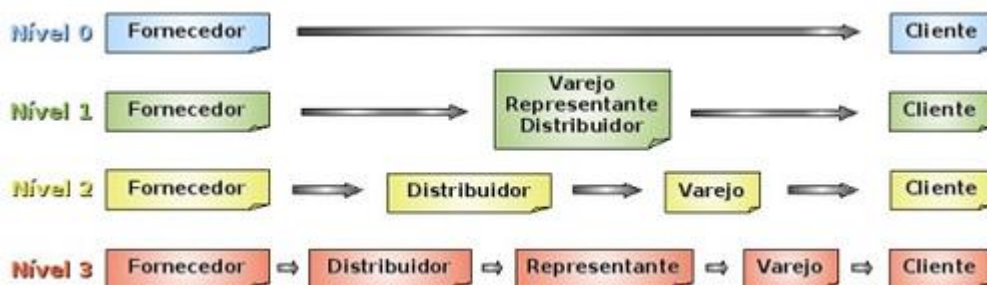 Nível 0 Fornecedor Cliente
Varejo
Nível 1 Fornecedor Representante Cliente
Distribuidor
Nível 2 Fornecedor Distribuidor Varejo Cliente
Nível 3 Fornecedor Distribuidor Representante Varejo Cliente